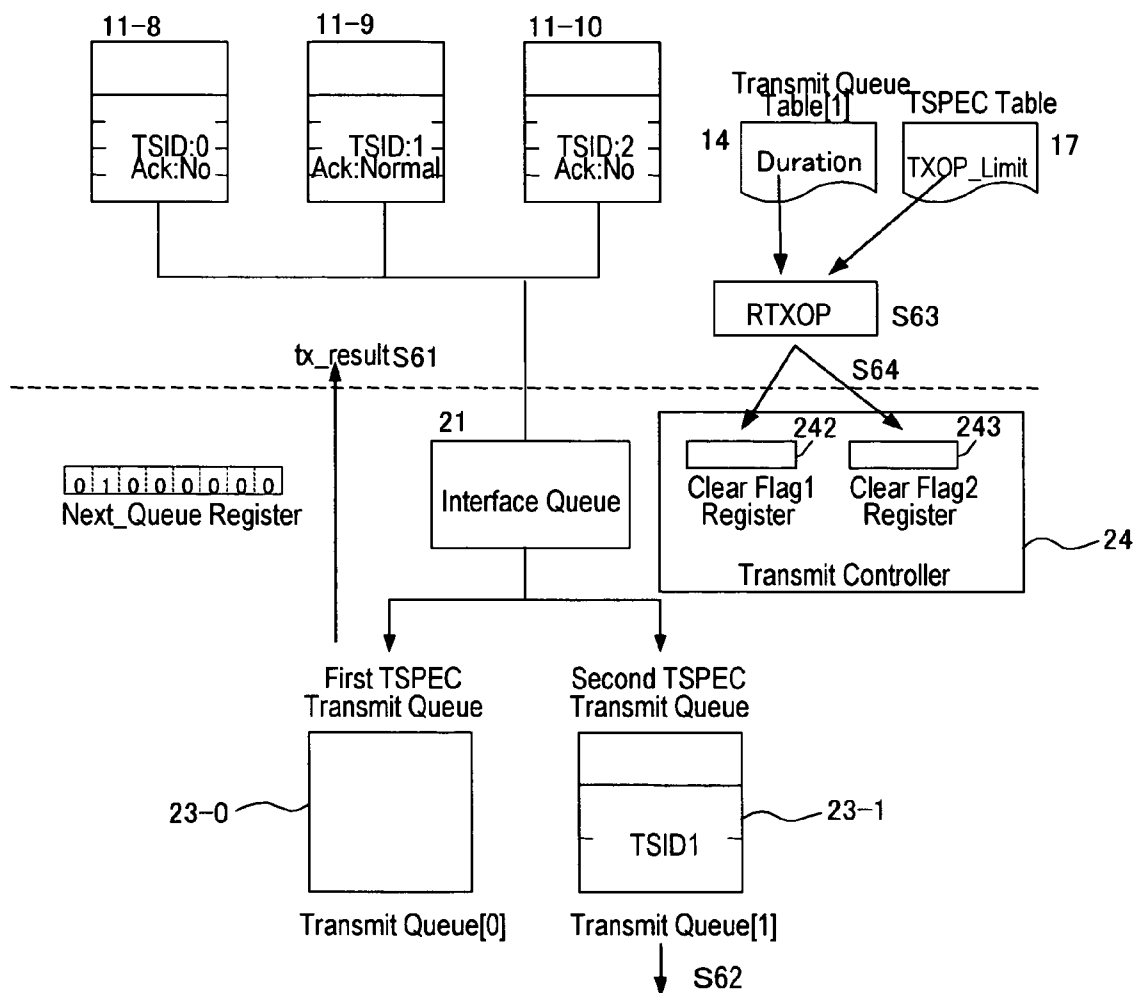 11-8
11-9
11-10
TSID:0
Ack:No
TSID:1
Ack:Normal
TSID:2
Ack:No
Transmit Queue
Table[1]
14
Duration
TSPEC Table
17
TXOP_Limit
RTXOP
S63
S64
tx_result S61
21
Interface Queue
0 1 0 0 0 0 0 0
Next_Queue Register
242
Clear Flag1
Register
243
Clear Flag2
Register
Transmit Controller
24
First TSPEC
Transmit Queue
Second TSPEC
Transmit Queue
23-0
TSID1
23-1
Transmit Queue[0]
Transmit Queue[1]
S62